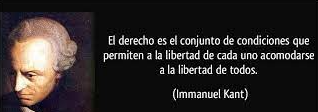 El derecho es el conjunto de condiciones que
permiten a la libertad de cada uno acomodarse
a la libertad de todos.
(Immanuel Kant)